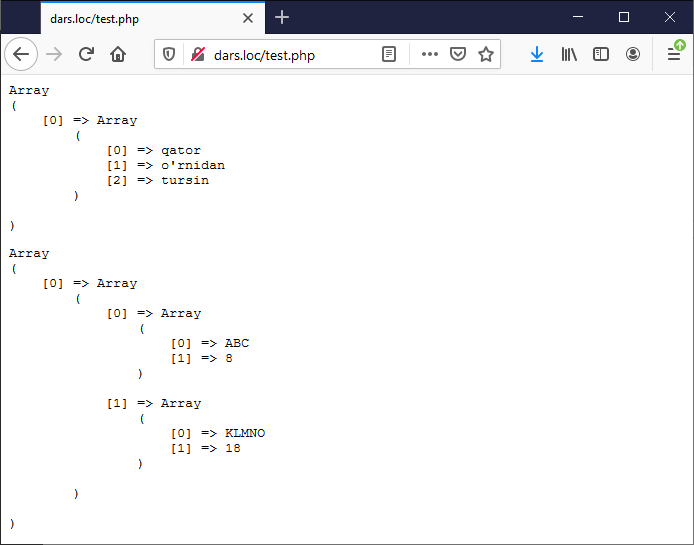 dars.loc/test.php
dars.loc/test.php
Array
(
    [0] => Array
        (
            [0] => qator
            [1] => o'rnidan
            [2] => tursin
        )

)
Array
(
    [0] => Array
        (
            [0] => Array
                (
                    [0] => ABC
                    [1] => 8
                )

            [1] => Array
                (
                    [0] => KLMNO
                    [1] => 18
                )

        )

)